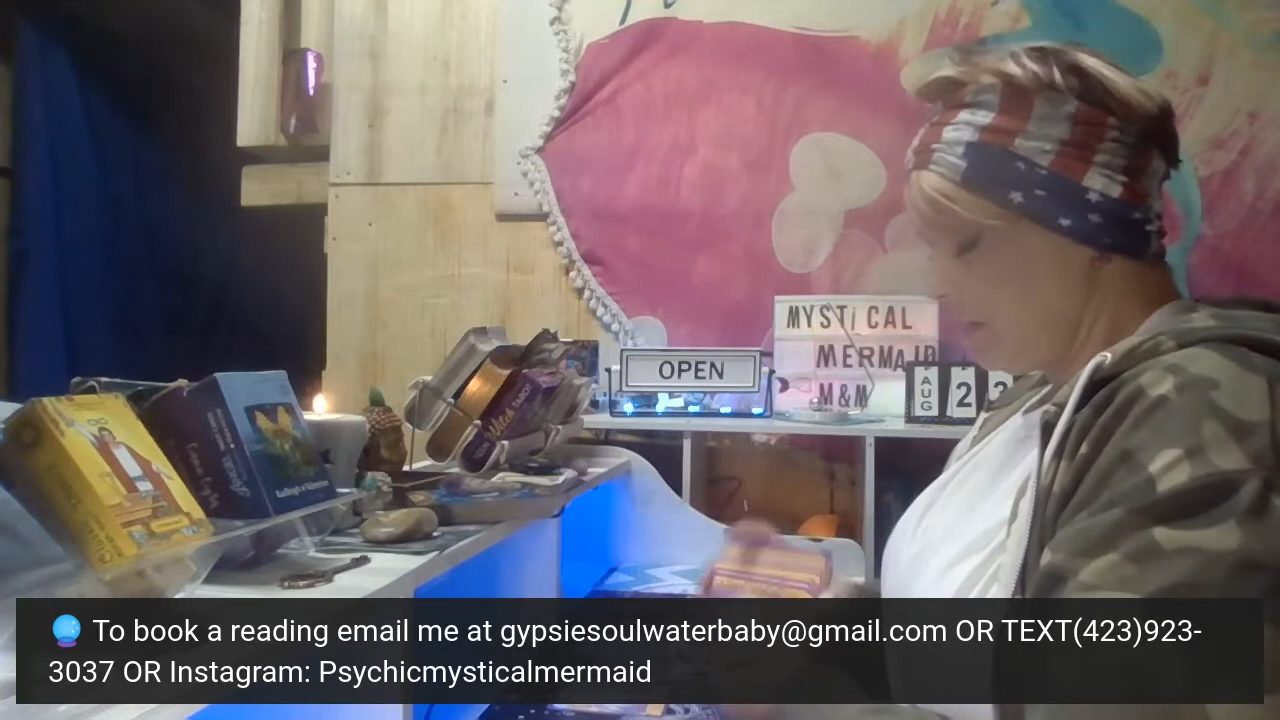 MYSTiCAL
MERMAID
OPEN
M&M
AUG
2
🔮 To book a reading email me at gypsiesoulwaterbaby@gmail.com OR TEXT(423)923-
3037 OR Instagram: Psychicmysticalmermaid